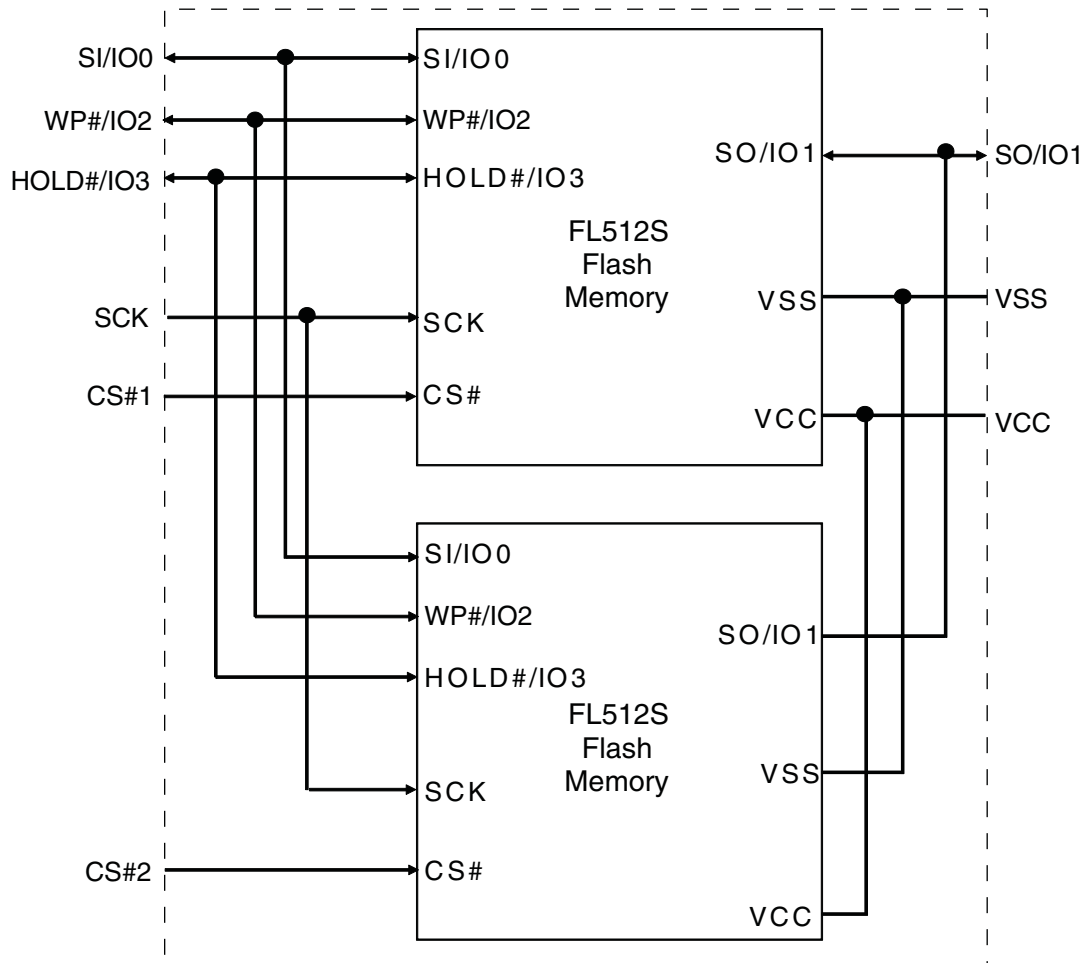 SI/IO0
WP#/IO2
HOLD#/IO3
SCK
CS#1
SI/IO0
WP#/IO2
HOLD#/IO3
SCK
CS#
FL512S
Flash
Memory
SO/IO1
VSS
VCC
SO/IO1
VSS
VCC
CS#2
SI/IO0
WP#/IO2
HOLD#/IO3
SCK
CS#
FL512S
Flash
Memory
SO/IO1
VSS
VCC